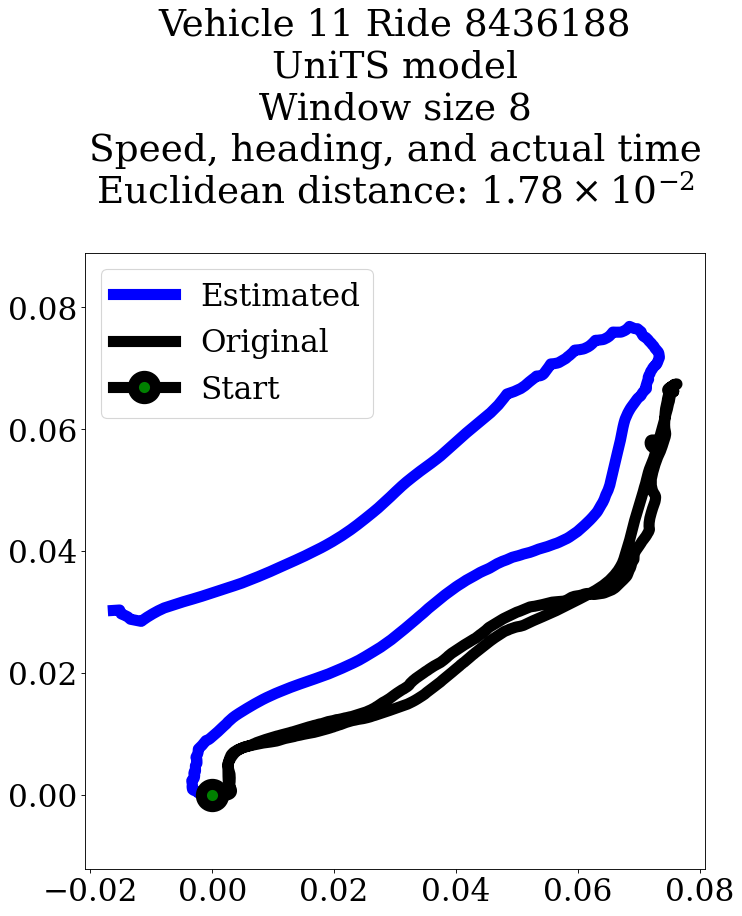 Vehicle 11 Ride 8436188
UniTS model
Window size 8
Speed, heading, and actual time
Euclidean distance: 1.78 × 10⁻²
Estimated
Original
Start
0.08
0.06
0.04
0.02
0.00
−0.02 0.00 0.02 0.04 0.06 0.08